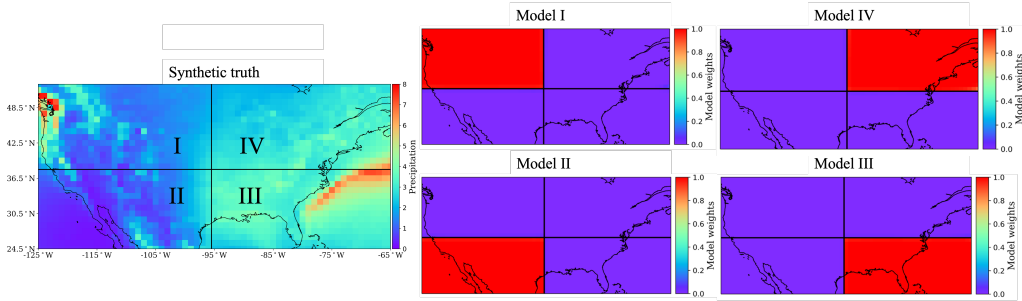 Synthetic truth
I
IV
II
III
48.5°N
42.5°N
36.5°N
30.5°N
24.5°N
-125°W
-115°W
-105°W
-95°W
-85°W
-75°W
-65°W
8
7
6
5
4
3
2
1
0
Precipitation
Model I
1.0
0.8
0.6
0.4
0.2
0.0
Model weights
Model IV
1.0
0.8
0.6
0.4
0.2
0.0
Model weights
Model II
1.0
0.8
0.6
0.4
0.2
0.0
Model weights
Model III
1.0
0.8
0.6
0.4
0.2
0.0
Model weights